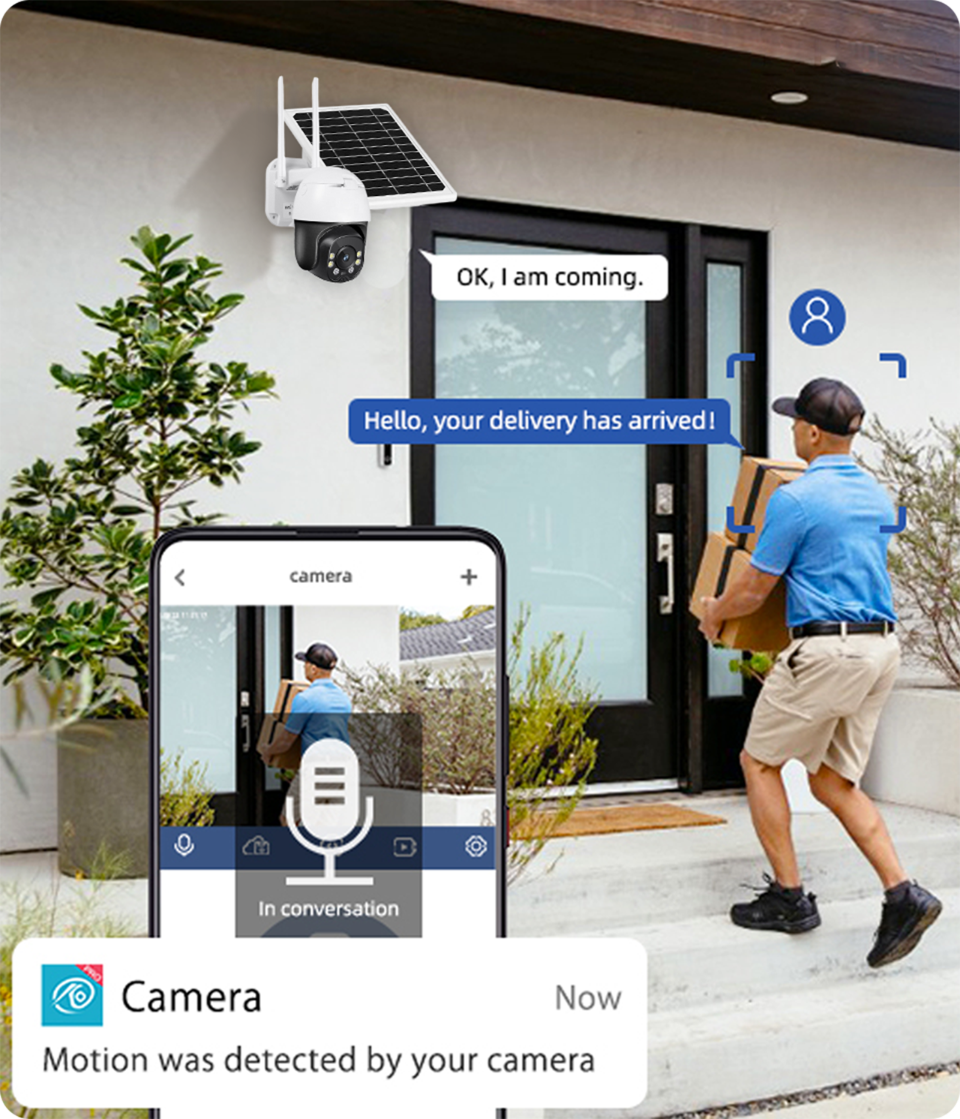 OK, I am coming.
Hello, your delivery has arrived!
camera
In conversation
Camera
Now
Motion was detected by your camera